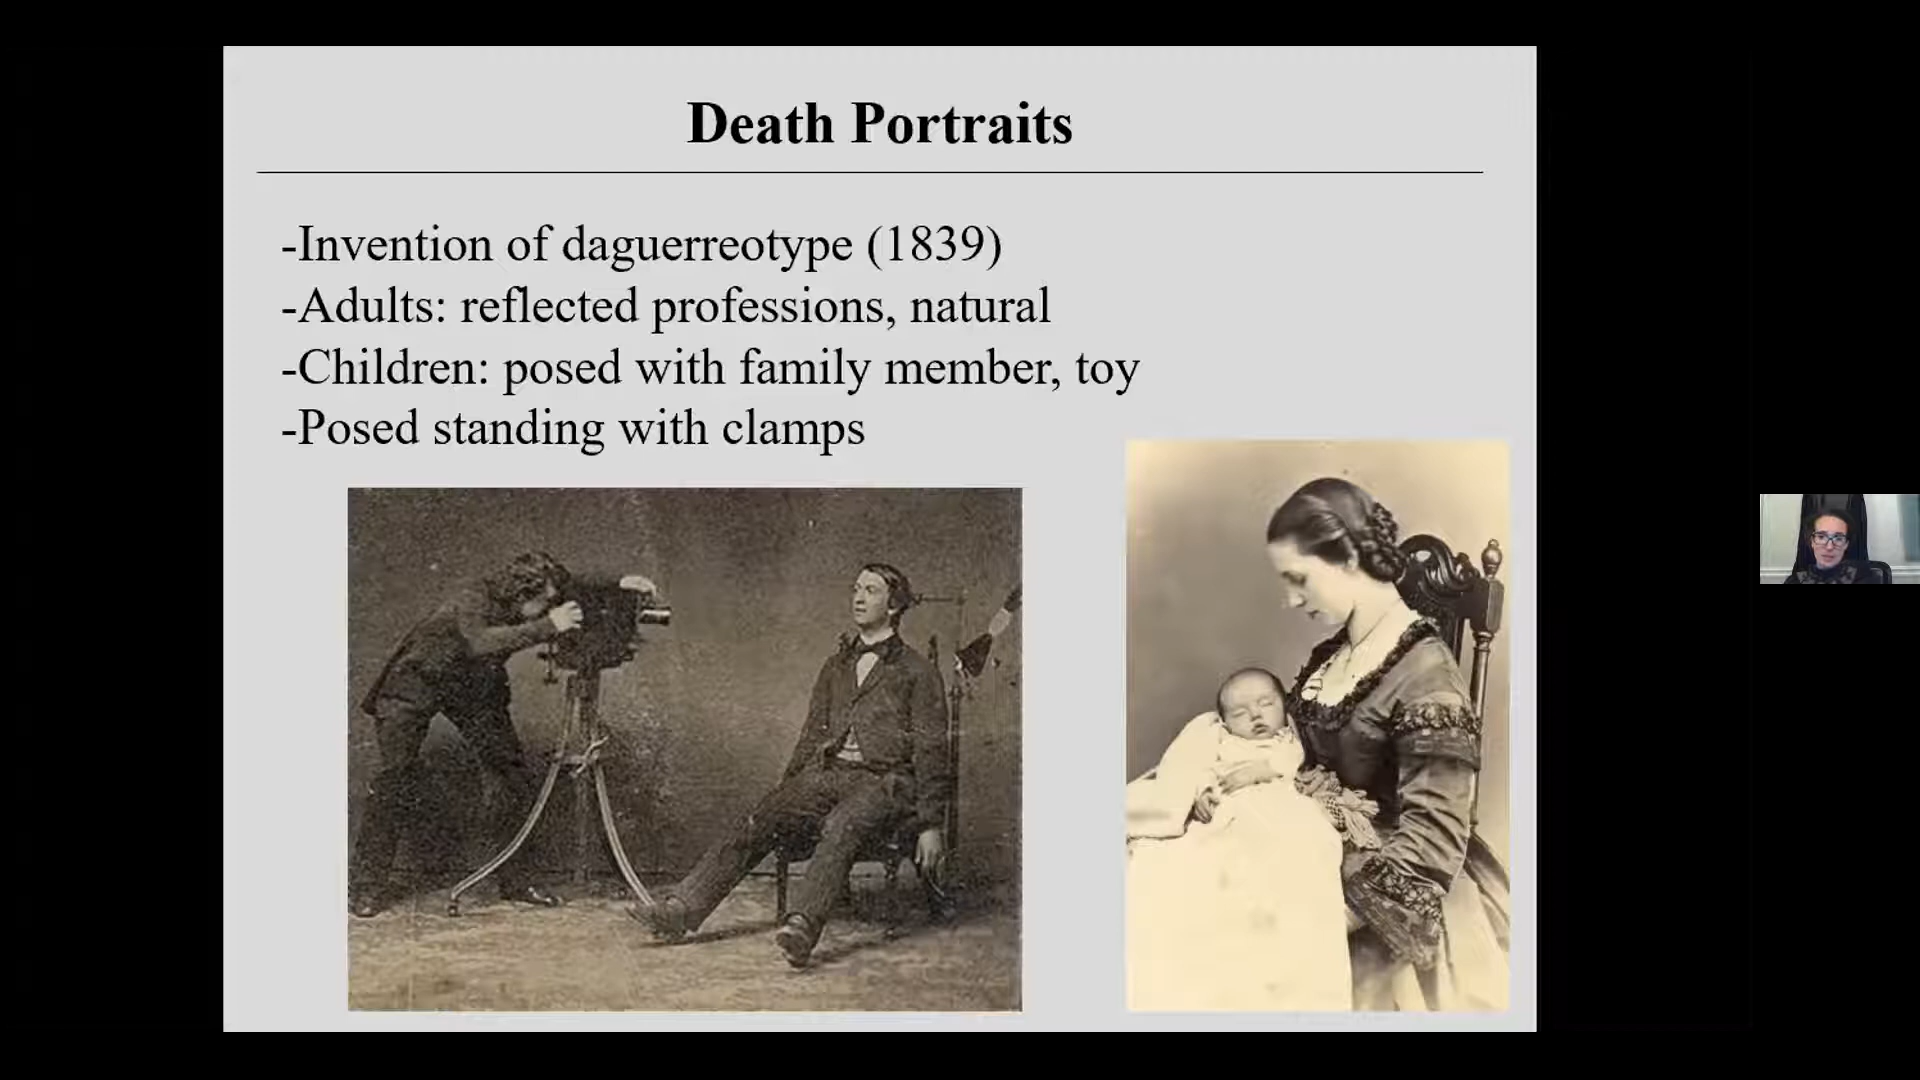 Death Portraits
-Invention of daguerreotype (1839)
-Adults: reflected professions, natural
-Children: posed with family member, toy
-Posed standing with clamps